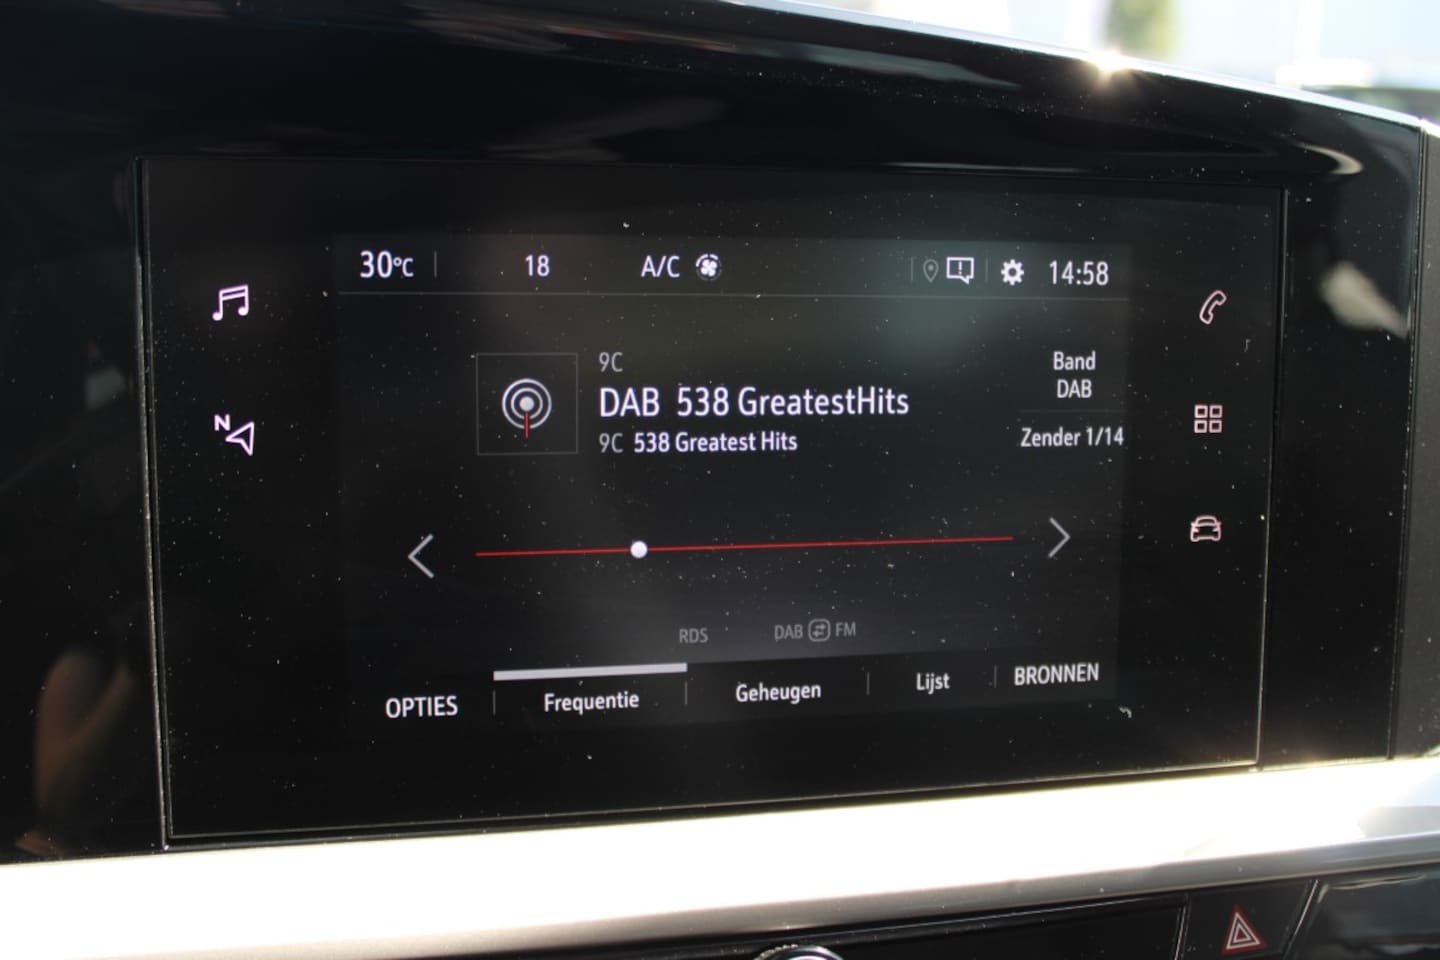 30°C 18 A/C 14:58
9C
DAB 538 GreatestHits
9C 538 Greatest Hits
Band
DAB
Zender 1/14
N
RDS DAB FM
OPTIES Frequentie Geheugen Lijst BRONNEN